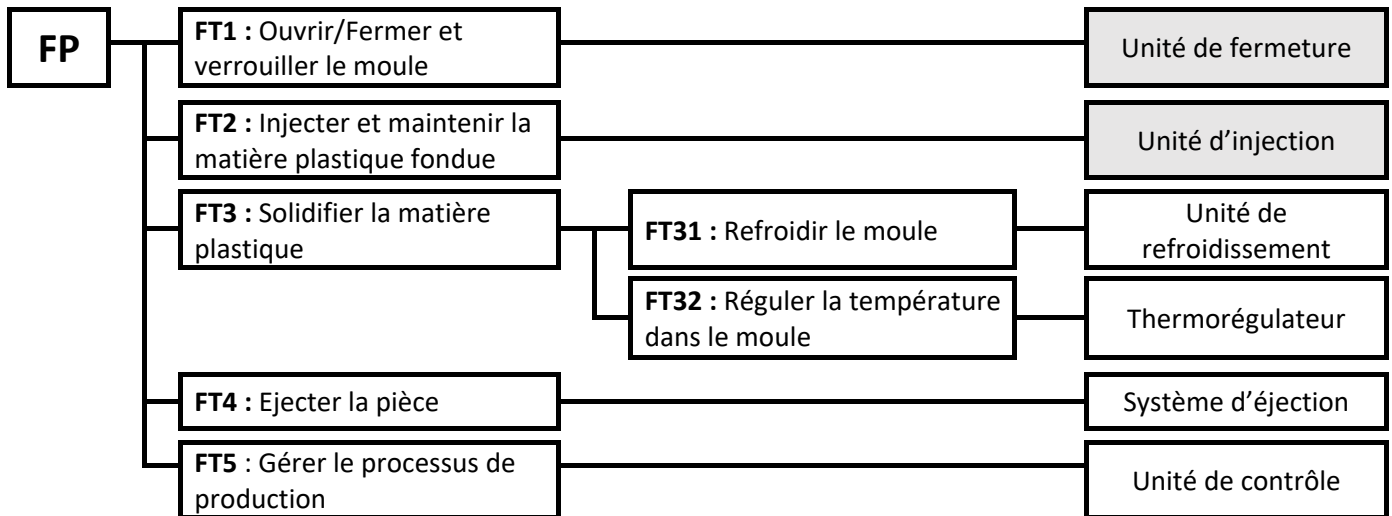 FP
FT1 : Ouvrir/Fermer et
verrouiller le moule
Unité de fermeture
FT2 : Injecter et maintenir la
matière plastique fondue
Unité d’injection
FT3 : Solidifier la matière
plastique
FT31 : Refroidir le moule
Unité de
refroidissement
FT32 : Réguler la température
dans le moule
Thermorégulateur
FT4 : Ejecter la pièce
Système d’éjection
FT5 : Gérer le processus de
production
Unité de contrôle